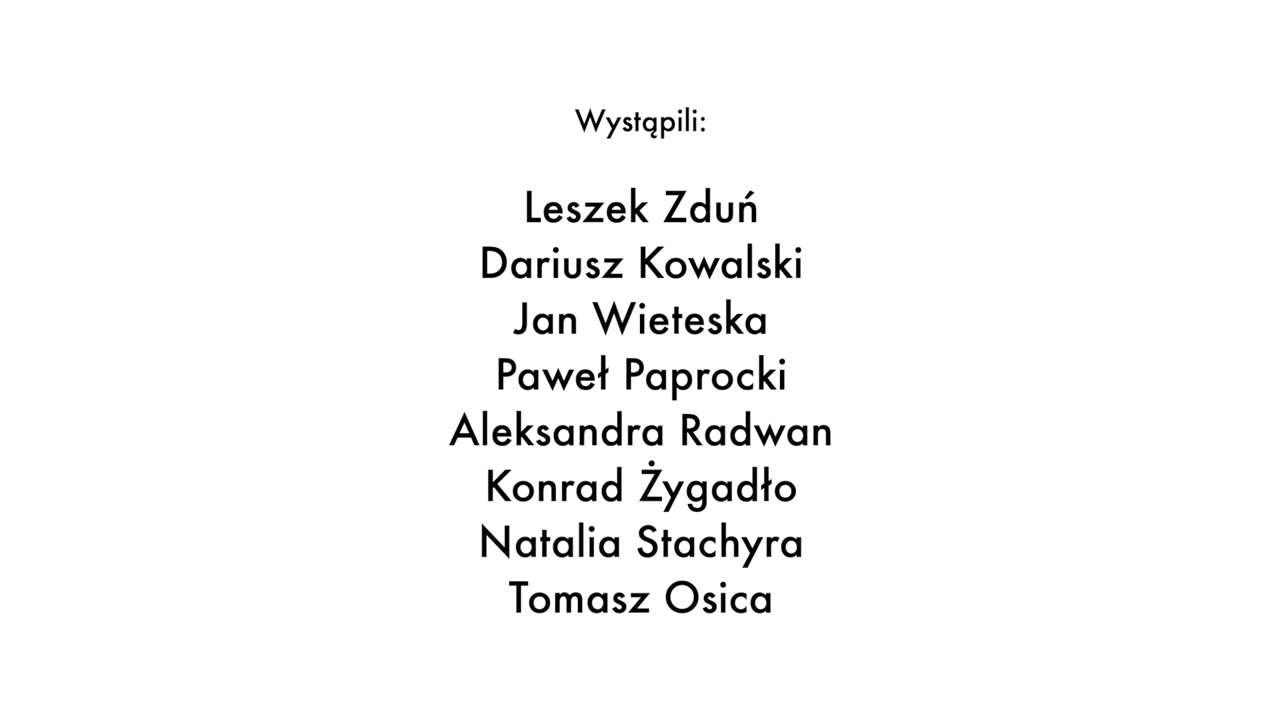 Wystąpili:
Leszek Zduń
Dariusz Kowalski
Jan Wieteska
Paweł Paprocki
Aleksandra Radwan
Konrad Żygadło
Natalia Stachyra
Tomasz Osica